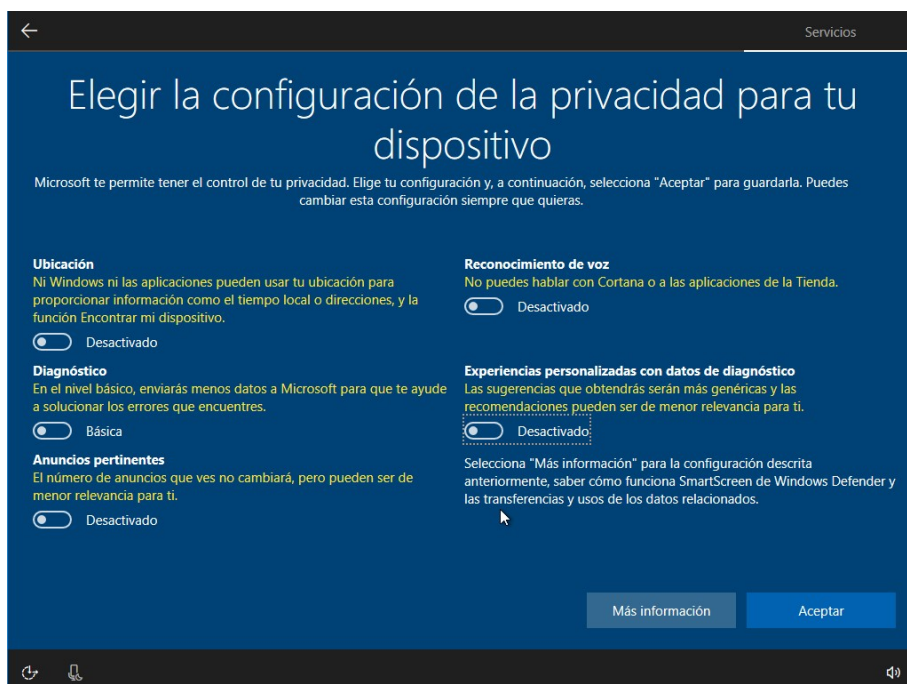 Servicios
Elegir la configuración de la privacidad para tu
dispositivo
Microsoft te permite tener el control de tu privacidad. Elige tu configuración y, a continuación, selecciona "Aceptar" para guardarla. Puedes
cambiar esta configuración siempre que quieras.
Ubicación
Ni Windows ni las aplicaciones pueden usar tu ubicación para
proporcionar información como el tiempo local o direcciones, y la
función Encontrar mi dispositivo.
Desactivado
Diagnóstico
En el nivel básico, enviarás menos datos a Microsoft para que te ayude
a solucionar los errores que encuentres.
Básica
Anuncios pertinentes
El número de anuncios que ves no cambiará, pero pueden ser de
menor relevancia para ti.
Desactivado
Reconocimiento de voz
No puedes hablar con Cortana o a las aplicaciones de la Tienda.
Desactivado
Experiencias personalizadas con datos de diagnóstico
Las sugerencias que obtendrás serán más genéricas y las
recomendaciones pueden ser de menor relevancia para ti.
Desactivado
Selecciona "Más información" para la configuración descrita
anteriormente, saber cómo funciona SmartScreen de Windows Defender y
las transferencias y usos de los datos relacionados.
Más información
Aceptar